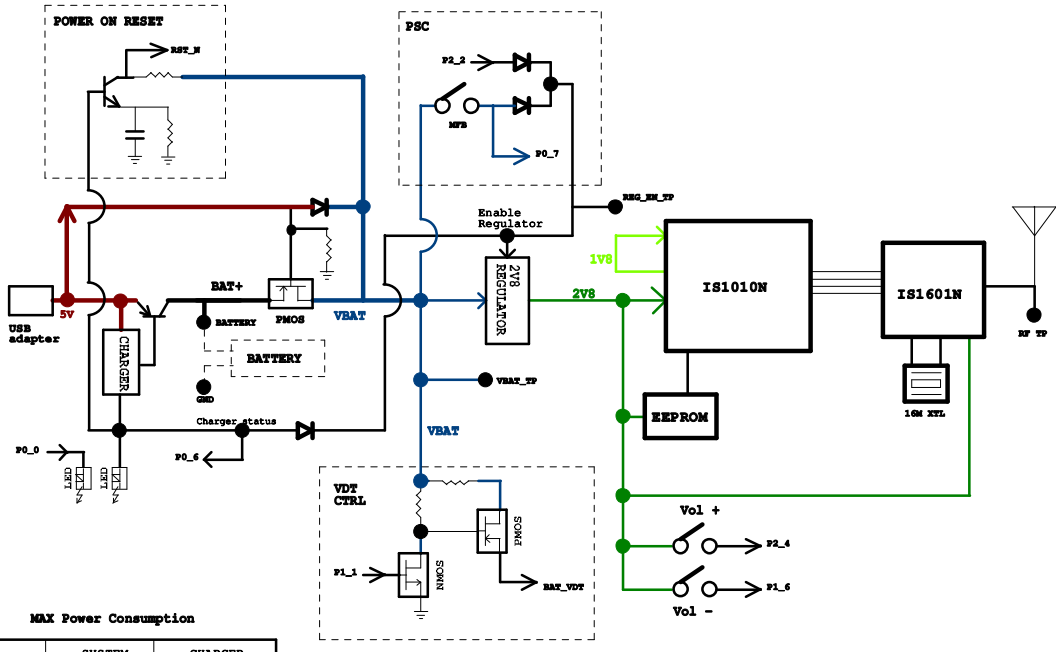 POWER ON RESET
RST_N
PSC
P2_2
MFB
P0_7
REG_EN_TP
Enable
Regulator
2V8
REGULATOR
1V8
2V8
IS1010N
IS1601N
RF TP
16M XTL
EEPROM
USB
adapter
5V
BAT+
PMOS
VBAT
BATTERY
BATTERY
GND
CHARGER
Charger status
P0_0
P0_6
LED
LED
VBAT_TP
VBAT
VDT
CTRL
PMOS
NMOS
P1_1
BAT_VDT
Vol +
P2_4
P1_6
Vol -
MAX Power Consumption
SYSTEM
CHARGER